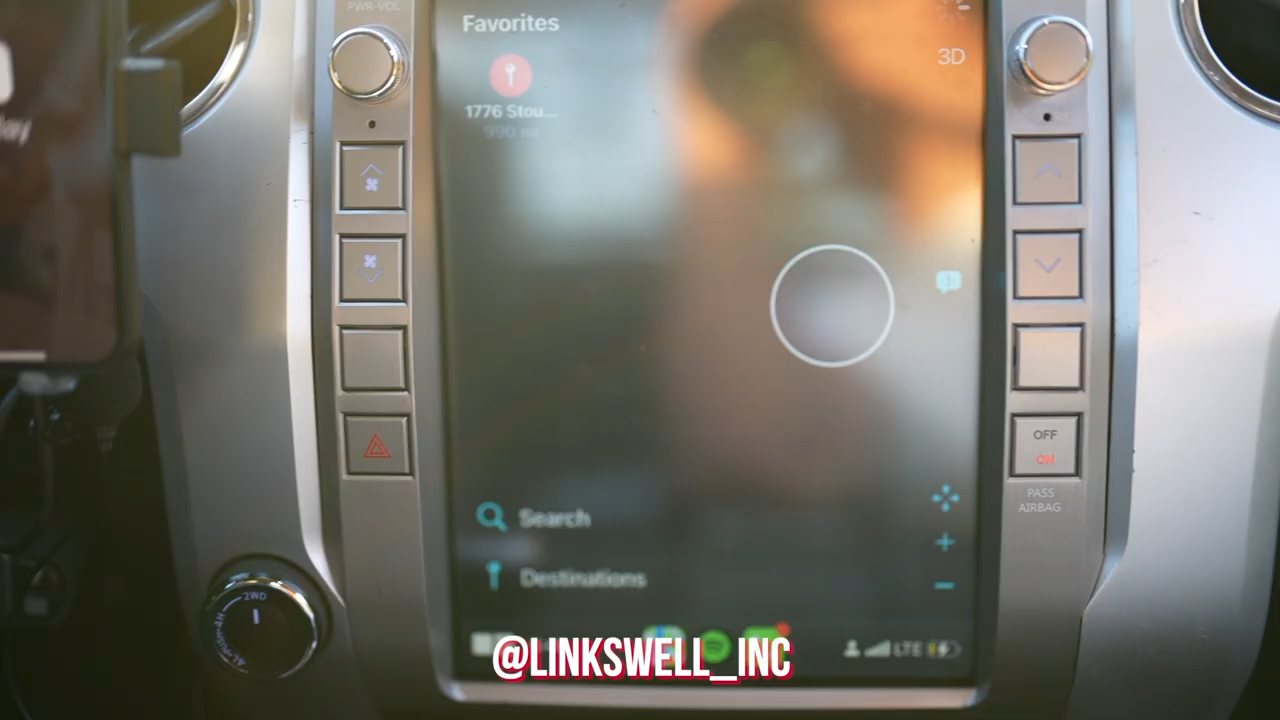 PWR-VOL
Favorites
3D
1776 Stou...
990 mi
OFF
ON
PASS
AIRBAG
Search
Destinations
2WD
LTE
@LINKSWELL_INC